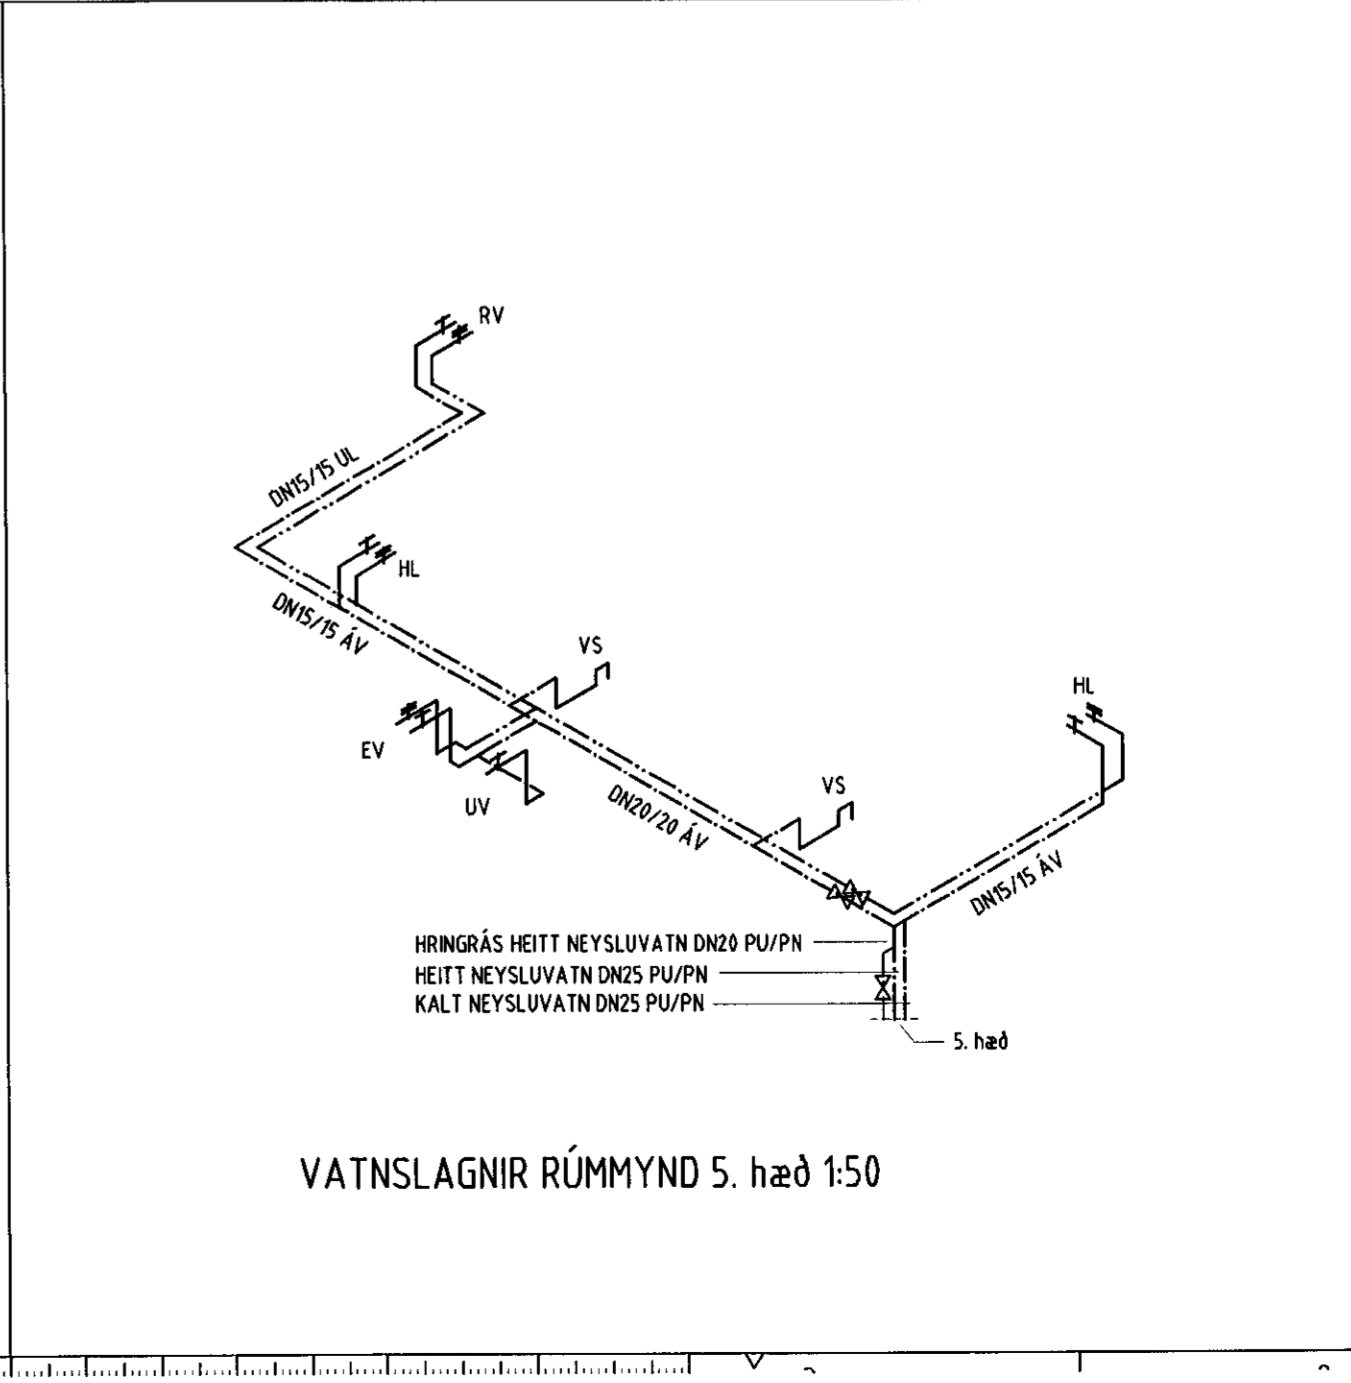 RV
DN15/15 UL
HL
DN15/15 ÁV
VS
HL
EV
UV
DN20/20 ÁV
VS
DN15/15 ÁV
HRINGRÁS HEITT NEYSLUVATN DN20 PU/PN
HEITT NEYSLUVATN DN25 PU/PN
KALT NEYSLUVATN DN25 PU/PN
5. hæð
VATNSLAGNIR RÚMMYND 5. hæð 1:50